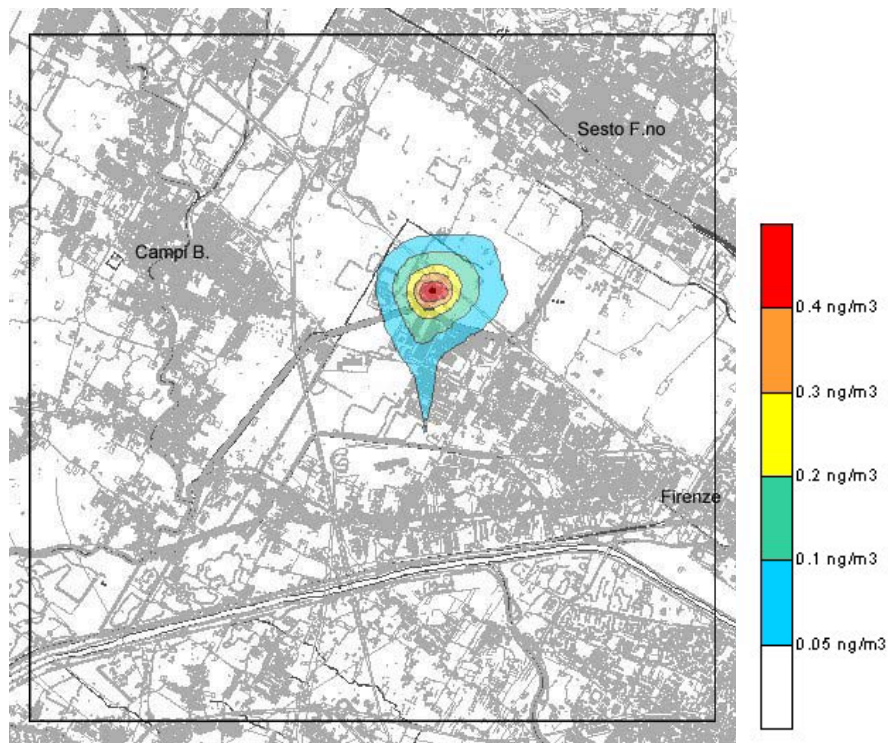 Sesto F.no
Campi B.
Firenze
0.4 ng/m3
0.3 ng/m3
0.2 ng/m3
0.1 ng/m3
0.05 ng/m3